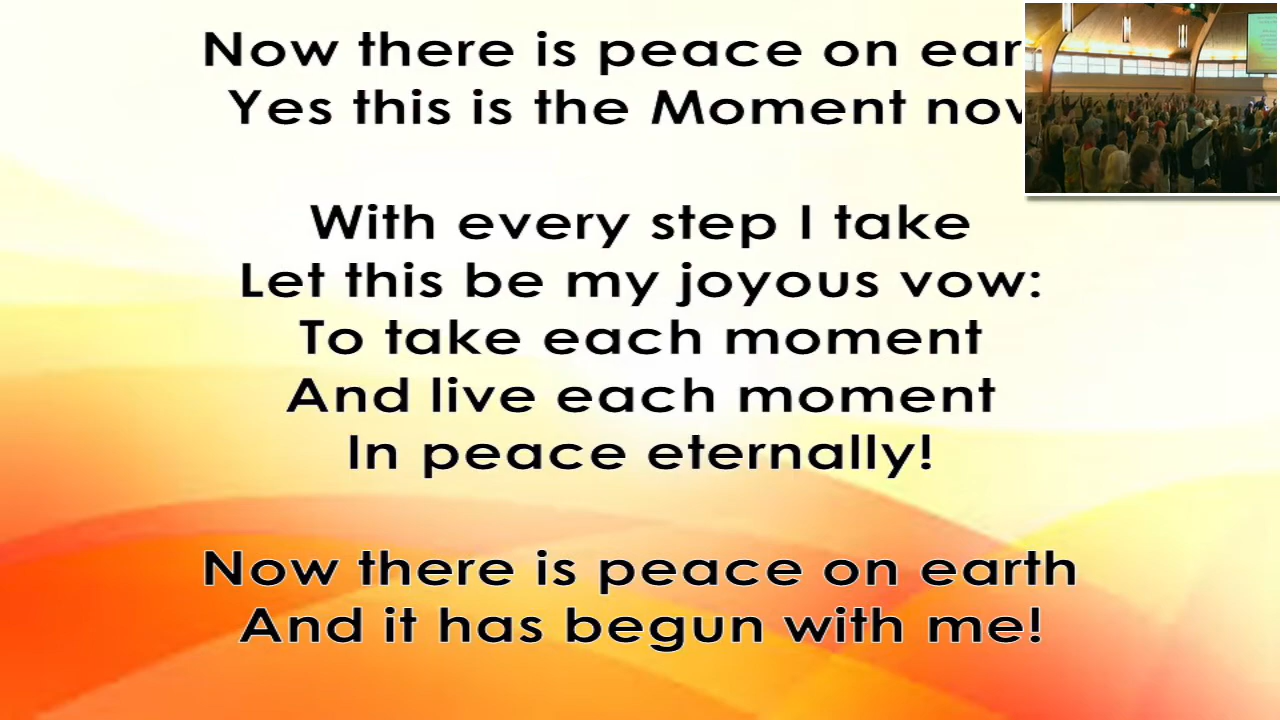 Now there is peace on ear
Yes this is the Moment now
With every step I take
Let this be my joyous vow:
To take each moment
And live each moment
In peace eternally!
Now there is peace on earth
And it has begun with me!